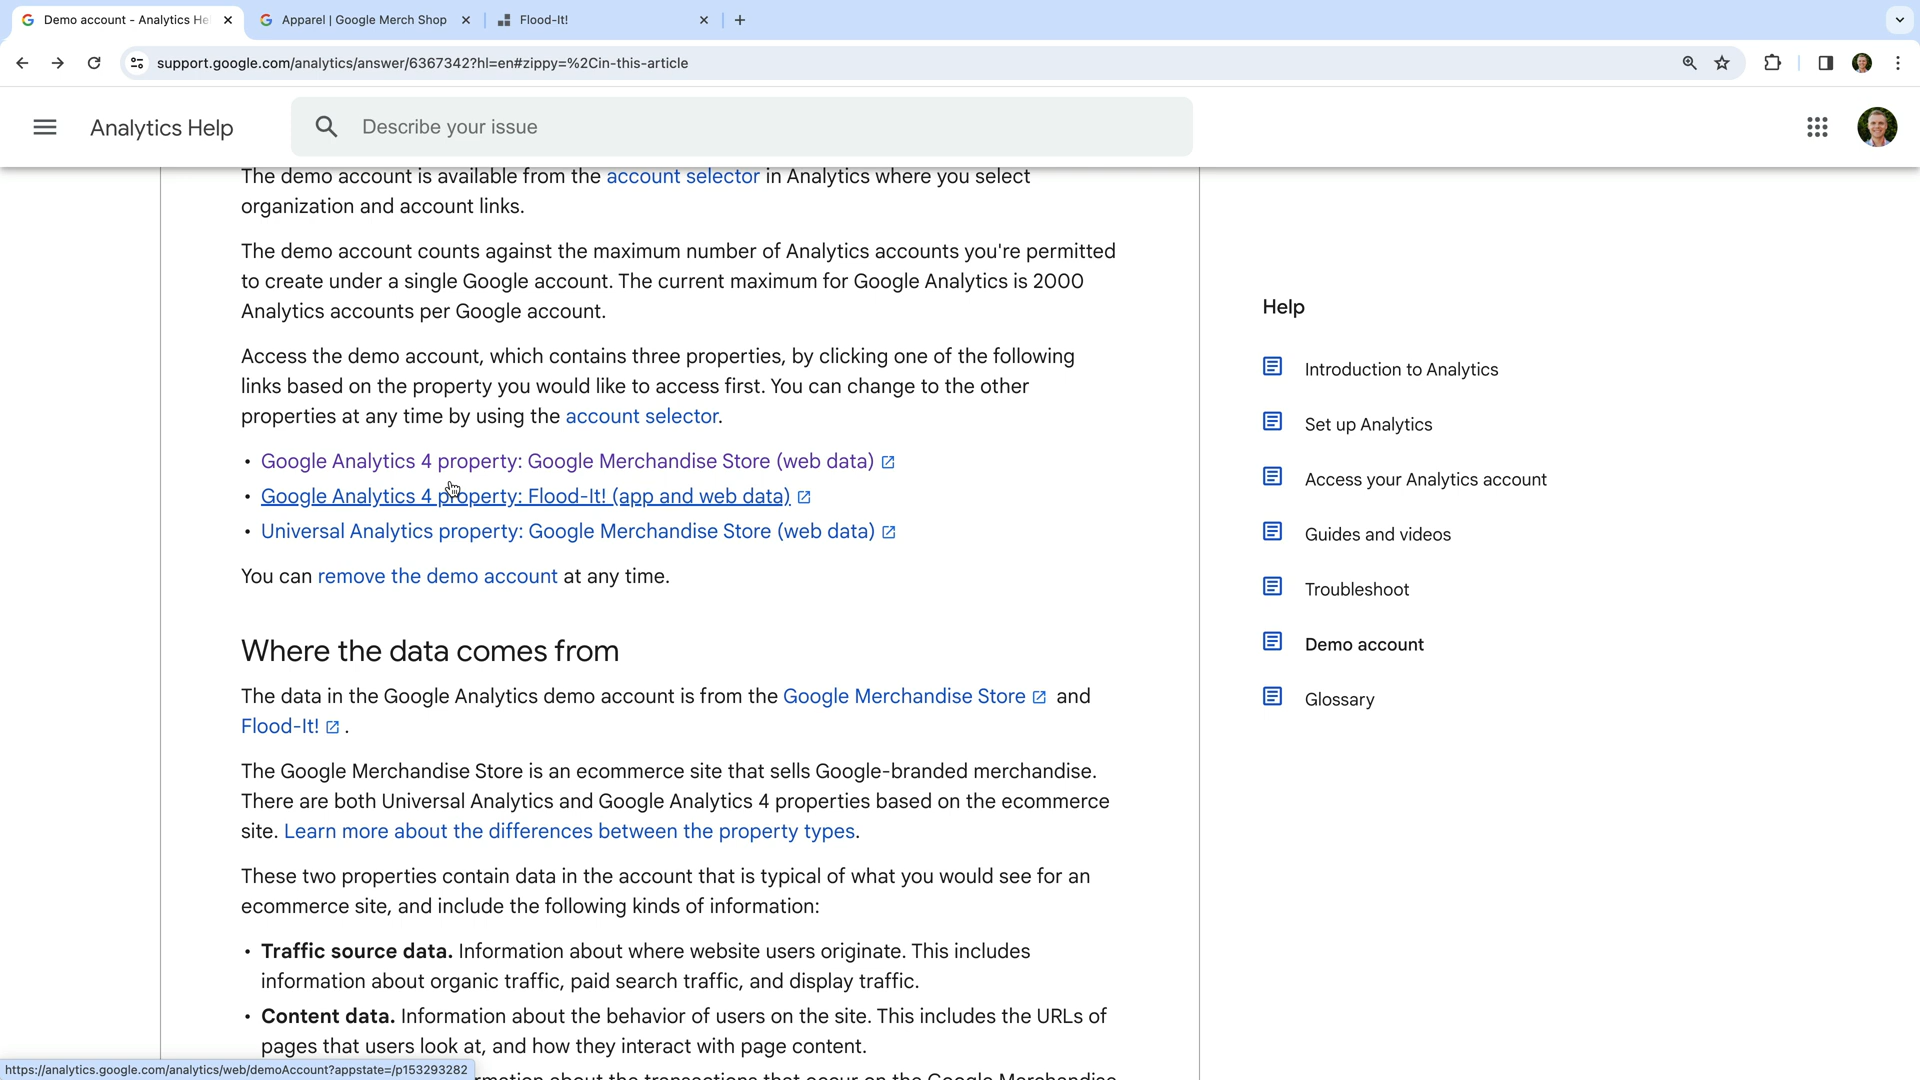 Demo account - Analytics He
Apparel | Google Merch Shop
Flood-It!
support.google.com/analytics/answer/6367342?hl=en#zippy=%2Cin-this-article
Analytics Help
Describe your issue
The demo account is available from the account selector in Analytics where you select
organization and account links.
The demo account counts against the maximum number of Analytics accounts you're permitted
to create under a single Google account. The current maximum for Google Analytics is 2000
Analytics accounts per Google account.
Access the demo account, which contains three properties, by clicking one of the following
links based on the property you would like to access first. You can change to the other
properties at any time by using the account selector.
• Google Analytics 4 property: Google Merchandise Store (web data)
• Google Analytics 4 property: Flood-It! (app and web data)
• Universal Analytics property: Google Merchandise Store (web data)
You can remove the demo account at any time.
Where the data comes from
The data in the Google Analytics demo account is from the Google Merchandise Store and
Flood-It! .
The Google Merchandise Store is an ecommerce site that sells Google-branded merchandise.
There are both Universal Analytics and Google Analytics 4 properties based on the ecommerce
site. Learn more about the differences between the property types.
These two properties contain data in the account that is typical of what you would see for an
ecommerce site, and include the following kinds of information:
• Traffic source data. Information about where website users originate. This includes
information about organic traffic, paid search traffic, and display traffic.
• Content data. Information about the behavior of users on the site. This includes the URLs of
pages that users look at, and how they interact with page content.
about the transactions that occur on the Google Merchandise
https://analytics.google.com/analytics/web/demoAccount?appstate=/p153293282
Help
Introduction to Analytics
Set up Analytics
Access your Analytics account
Guides and videos
Troubleshoot
Demo account
Glossary